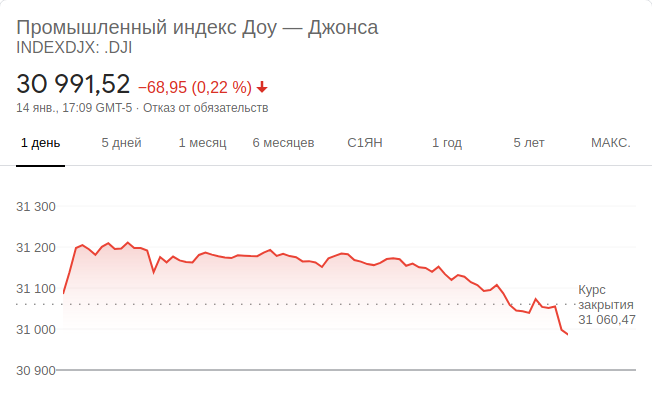 Промышленный индекс Доу — Джонса
INDEXDJX: .DJI
30 991,52 −68,95 (0,22 %)
14 янв., 17:09 GMT-5 · Отказ от обязательств
1 день 5 дней 1 месяц 6 месяцев С1ЯН 1 год 5 лет МАКС.
31 300
31 200
31 100
31 000
30 900
Курс
закрытия
31 060,47